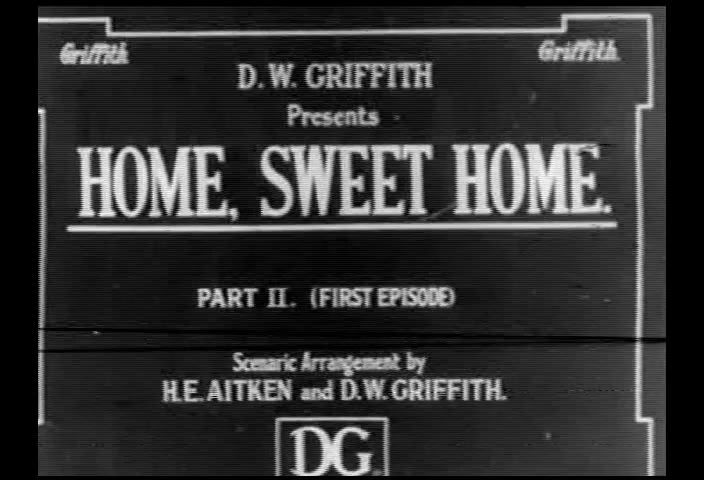 Griffith Griffith.
D. W. GRIFFITH
Presents
HOME, SWEET HOME.
PART II. (FIRST EPISODE)
Scenaric Arrangement by
H.E. AITKEN and D.W. GRIFFITH.
DG